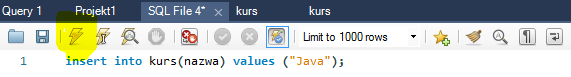 Query 1 Projekt1 SQL File 4* kurs kurs
Limit to 1000 rows
1 insert into kurs(nazwa) values ("Java");